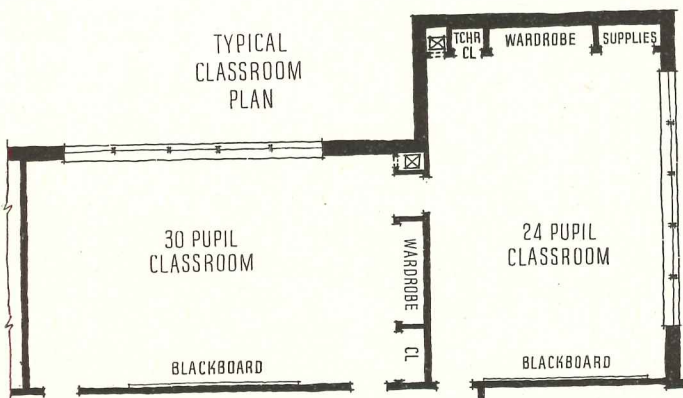 TYPICAL
CLASSROOM
PLAN
TCHR
CL
WARDROBE
SUPPLIES
30 PUPIL
CLASSROOM
WARDROBE
CL
BLACKBOARD
24 PUPIL
CLASSROOM
BLACKBOARD